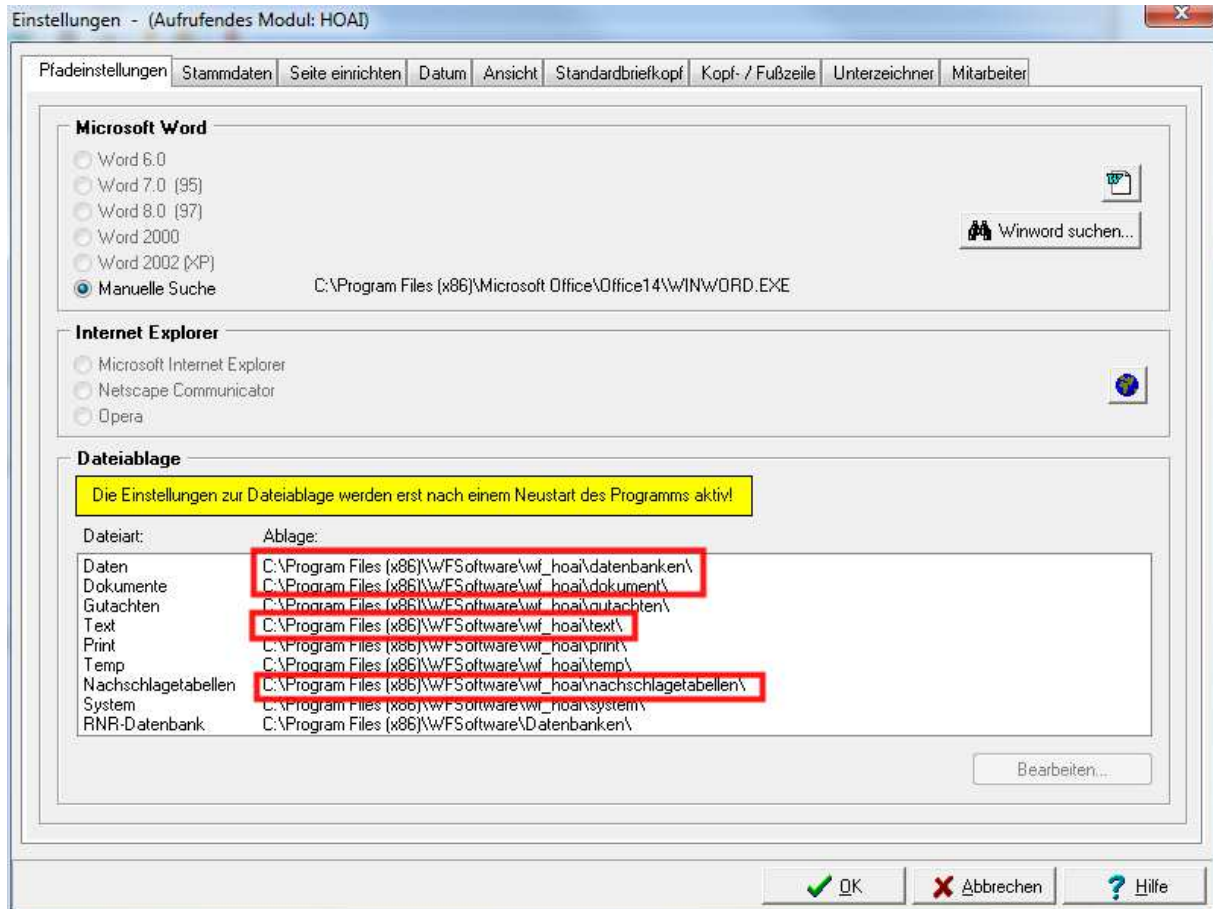 Einstellungen - (Aufrufendes Modul: HOAI)
Pfadeinstellungen Stammdaten Seite einrichten Datum Ansicht Standardbriefkopf Kopf- / Fußzeile Unterzeichner Mitarbeiter
Microsoft Word
Word 6.0
Word 7.0 (95)
Word 8.0 (97)
Winword suchen...
Word 2000
Word 2002 (XP)
Manuelle Suche C:\Program Files (x86)\Microsoft Office\Office14\WINWORD.EXE
Internet Explorer
Microsoft Internet Explorer
Netscape Communicator
Opera
Dateiablage
Die Einstellungen zur Dateiablage werden erst nach einem Neustart des Programms aktiv!
Dateiart: Ablage:
Daten C:\Program Files (x86)\WFSoftware\wf_hoai\datenbanken\
Dokumente C:\Program Files (x86)\WFSoftware\wf_hoai\dokument\
Gutachten C:\Program Files (x86)\WFSoftware\wf_hoai\gutachten\
Text C:\Program Files (x86)\WFSoftware\wf_hoai\text\
Print C:\Program Files (x86)\WFSoftware\wf_hoai\print\
Temp C:\Program Files (x86)\WFSoftware\wf_hoai\temp\
Nachschlagetabellen C:\Program Files (x86)\WFSoftware\wf_hoai\nachschlagetabellen\
System C:\Program Files (x86)\WFSoftware\wf_hoai\system\
RNR-Datenbank C:\Program Files (x86)\WFSoftware\Datenbanken\
Bearbeiten...
OK Abbrechen Hilfe